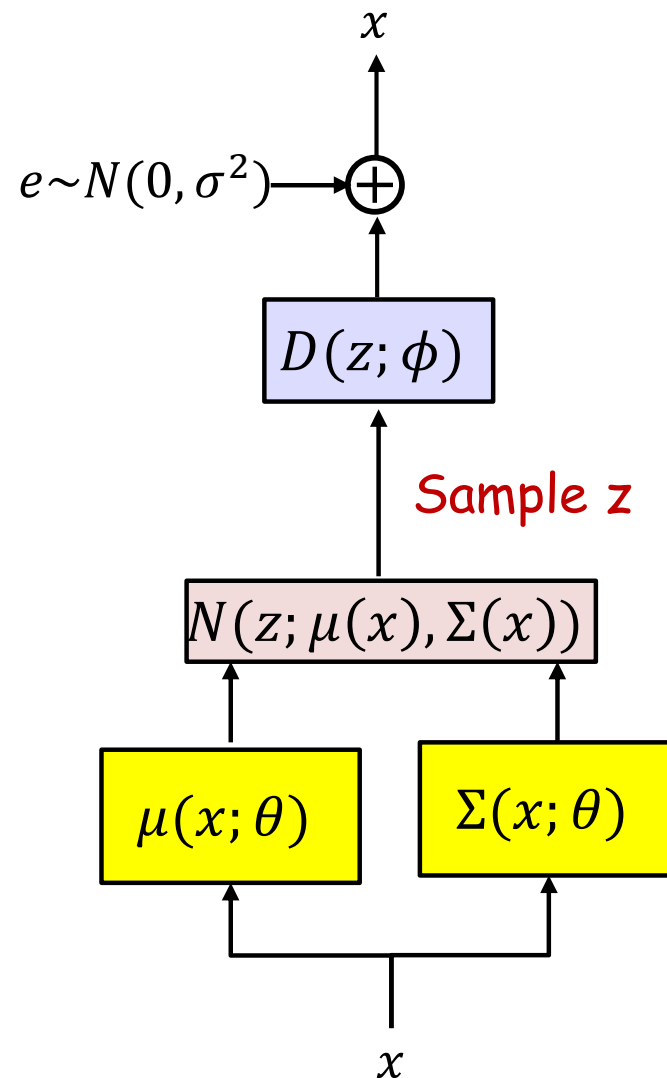 x
e~N(0, σ²)
D(z; ϕ)
Sample z
N(z; μ(x), Σ(x))
μ(x; θ)
Σ(x; θ)
x